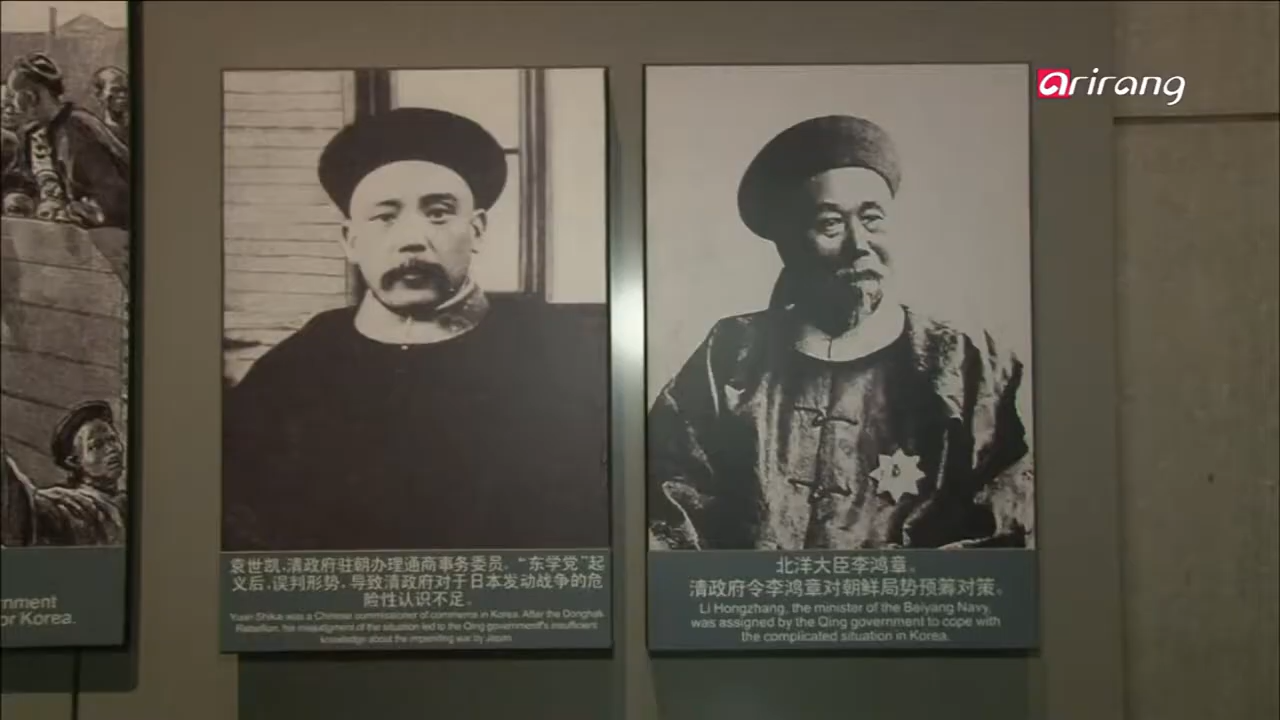 arirang
袁世凯,清政府驻朝办理通商事务委员。“东学党”起
义后,误判形势,导致清政府对于日本发动战争的危
险性认识不足。
Yuan Shikai was a Chinese commissioner of commerce in Korea. After the Donghak
Rebellion, his misjudgment of the situation led to the Qing government's insufficient
knowledge about the impending war by Japan
北洋大臣李鸿章。
清政府令李鸿章对朝鲜局势预筹对策。
Li Hongzhang, the minister of the Beiyang Navy,
was assigned by the Qing government to cope with
the complicated situation in Korea.
rnment
or Korea.